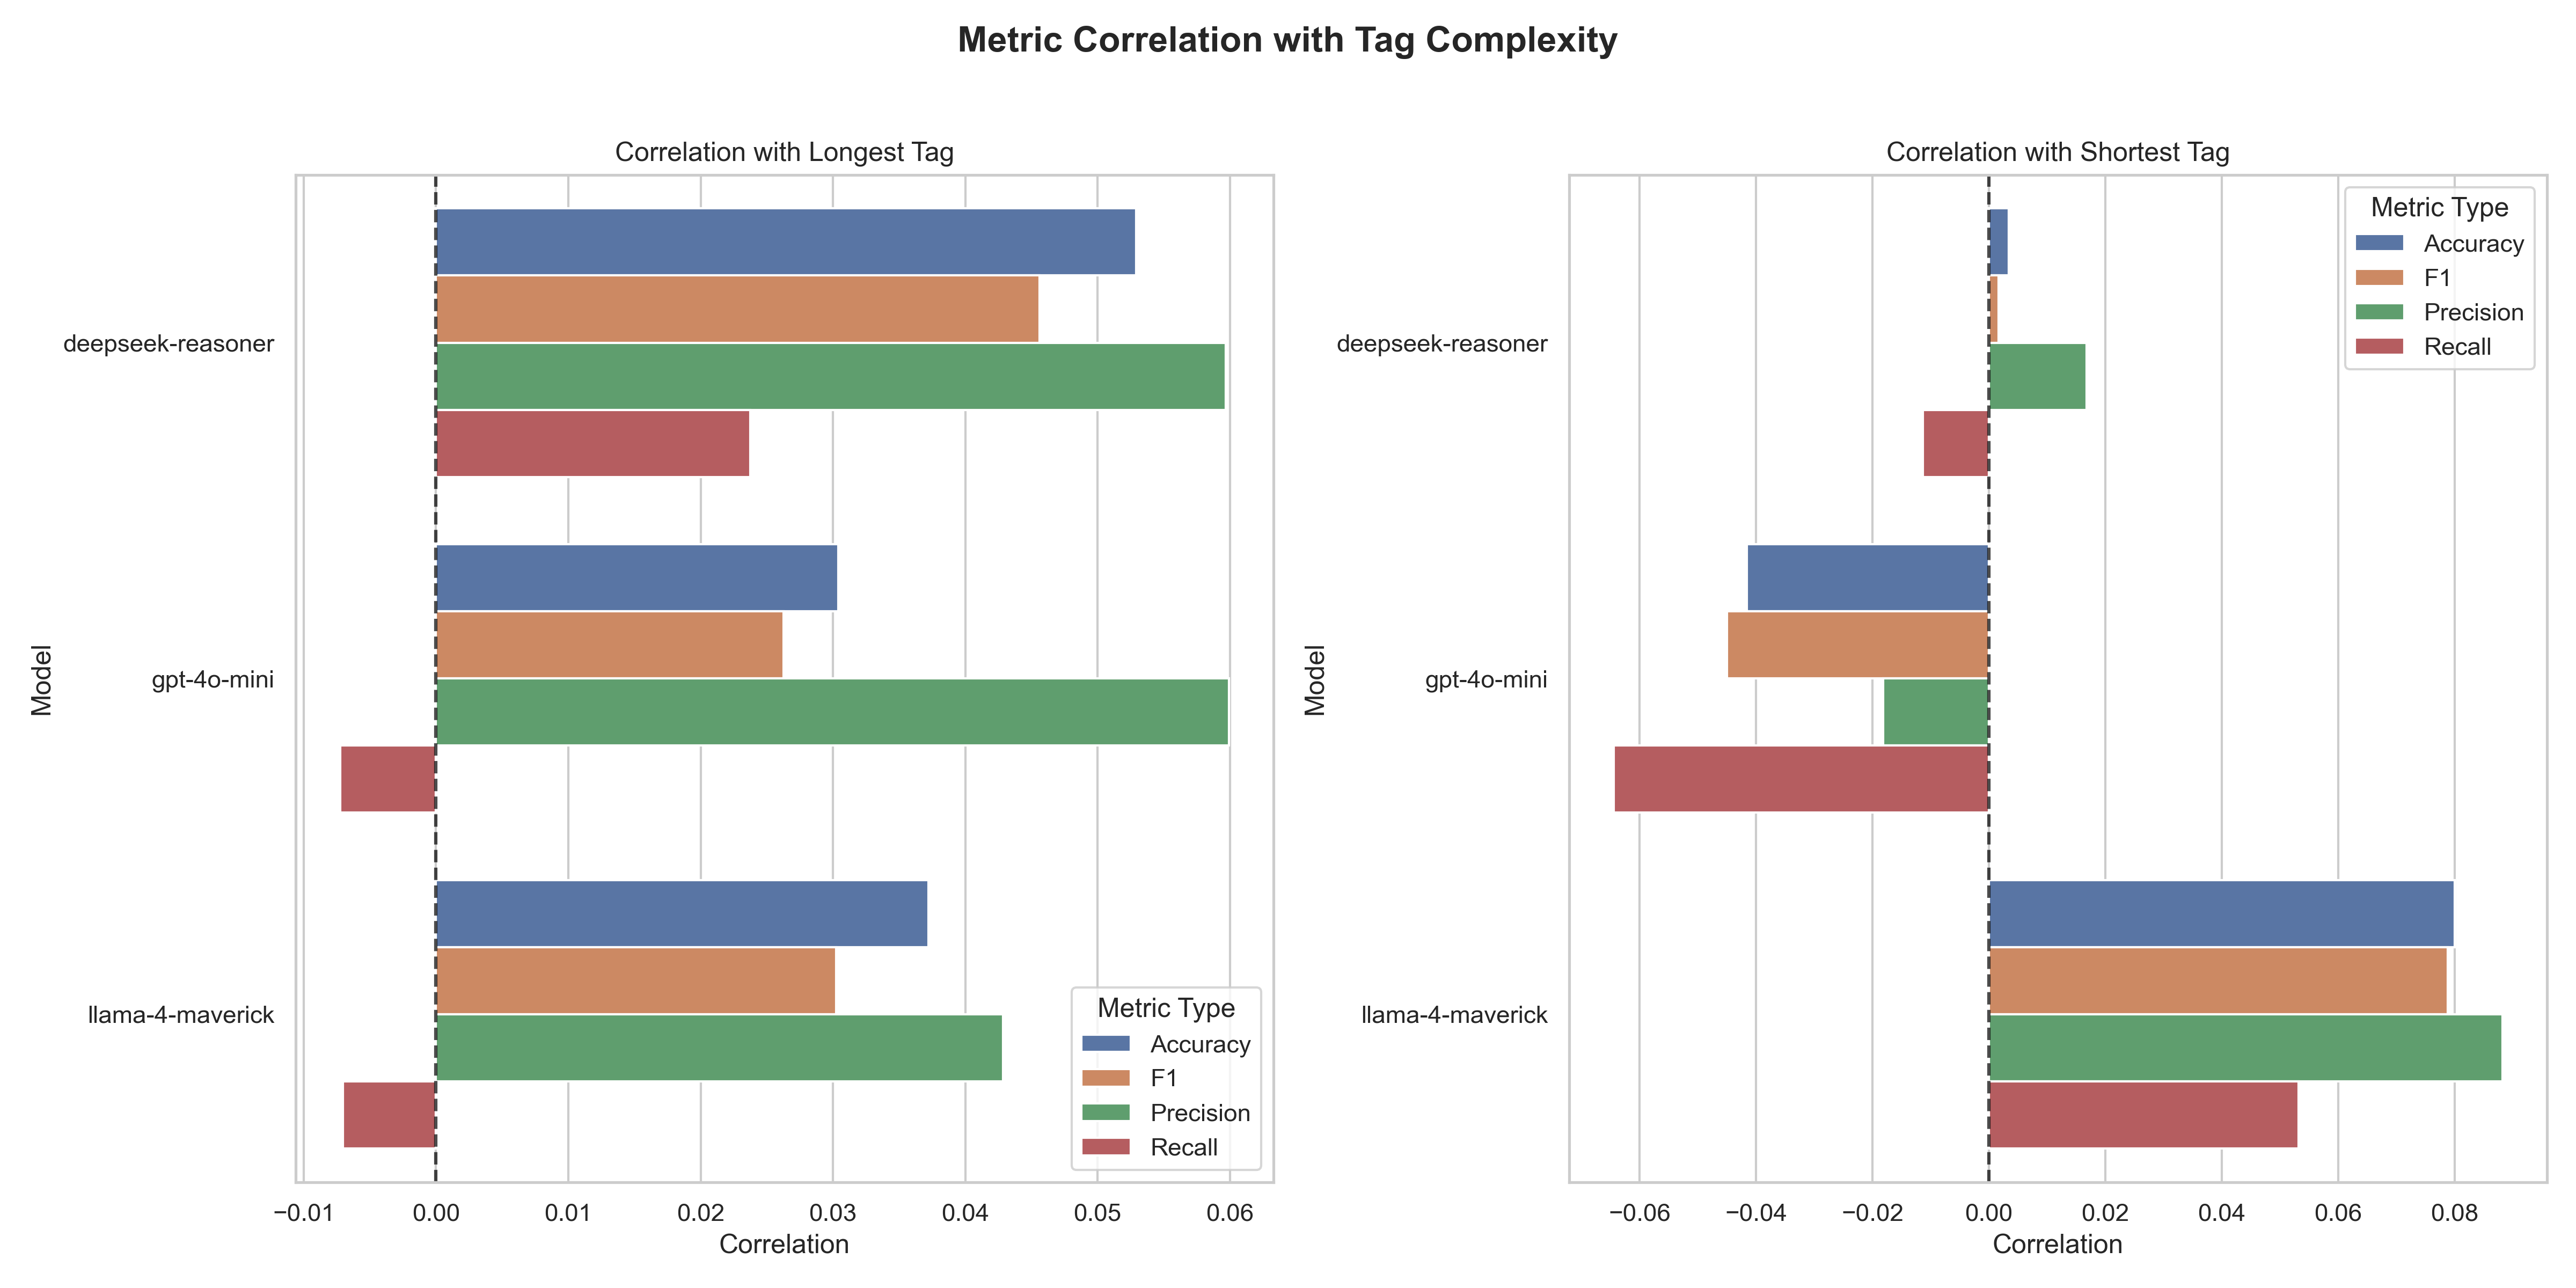 Metric Correlation with Tag Complexity
Correlation with Longest Tag
Model
deepseek-reasoner
gpt-4o-mini
llama-4-maverick
Metric Type
Accuracy
F1
Precision
Recall
−0.01 0.00 0.01 0.02 0.03 0.04 0.05 0.06
Correlation
Correlation with Shortest Tag
Model
deepseek-reasoner
gpt-4o-mini
llama-4-maverick
Metric Type
Accuracy
F1
Precision
Recall
−0.06 −0.04 −0.02 0.00 0.02 0.04 0.06 0.08
Correlation